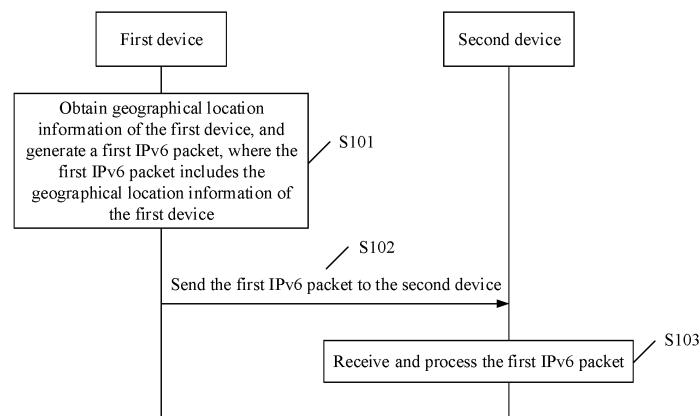 First device
Second device
Obtain geographical location
information of the first device, and
generate a first IPv6 packet, where the
first IPv6 packet includes the
geographical location information of
the first device
S101
S102
Send the first IPv6 packet to the second device
S103
Receive and process the first IPv6 packet